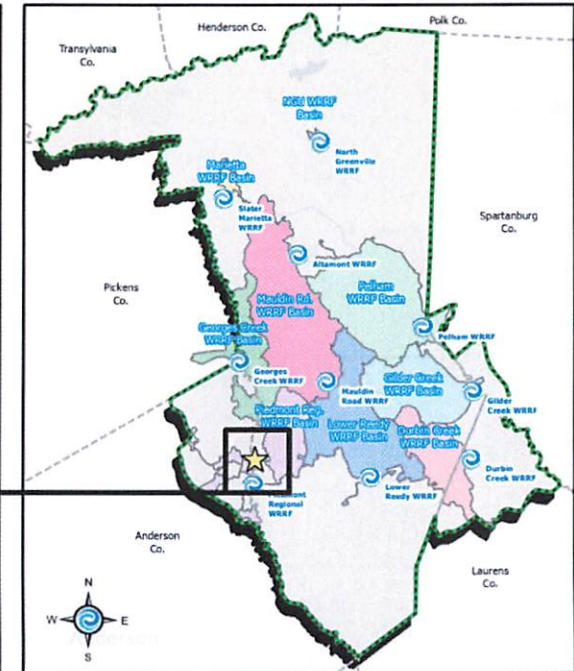 Henderson Co.
Polk Co.
Transylvania
Co.
NGU WRRF
Basin
North
Greenville
WRRF
Marietta
WRRF Basin
Slater
Marietta
WRRF
Spartanburg
Co.
Altamont WRRF
Pickens
Co.
Pelham
WRRF Basin
Mauldin Rd.
WRRF Basin
Georges Creek
WRRF Basin
Pelham WRRF
Georges
Creek WRRF
Gilder Creek
WRRF Basin
Mauldin
Road WRRF
Gilder
Creek WRRF
Piedmont Reg.
WRRF Basin
Lower Reedy
WRRF Basin
Durbin Creek
WRRF Basin
Durbin
Creek WRRF
Lower
Reedy WRRF
Piedmont
Regional
WRRF
Anderson
Co.
Laurens
Co.
N
W
E
S
Anderson